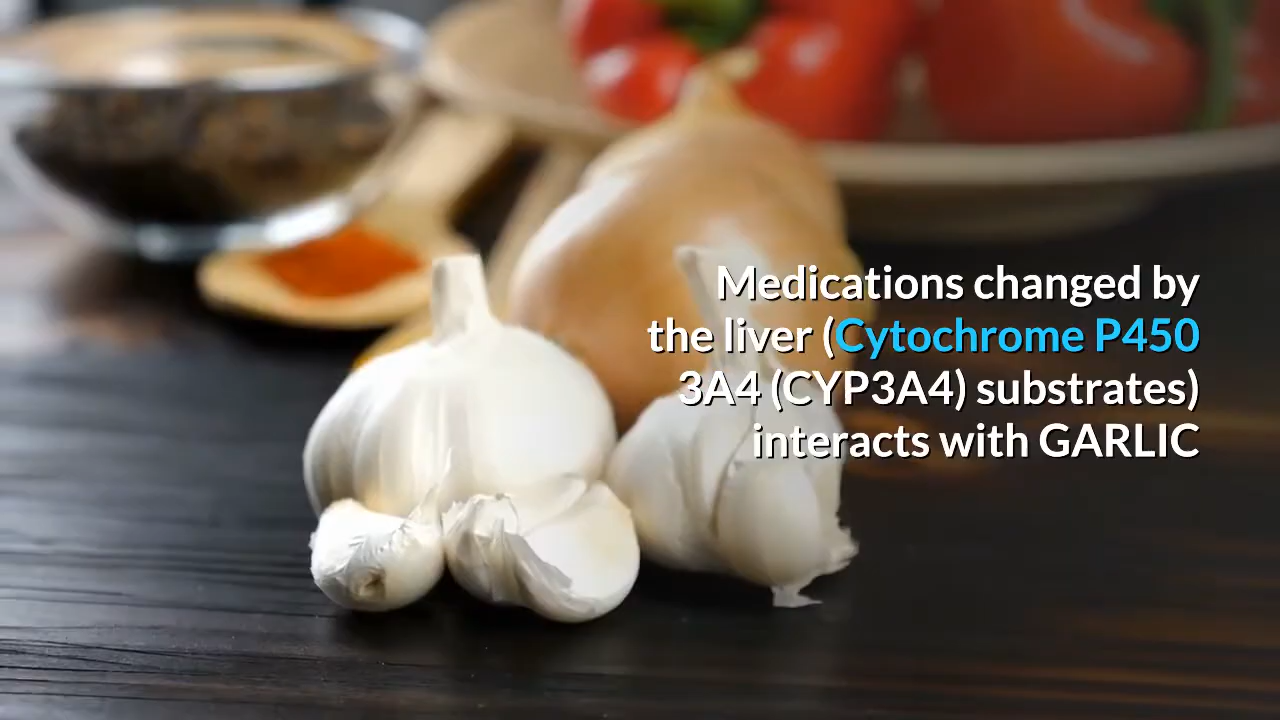 Medications changed by
the liver (Cytochrome P450
3A4 (CYP3A4) substrates)
interacts with GARLIC